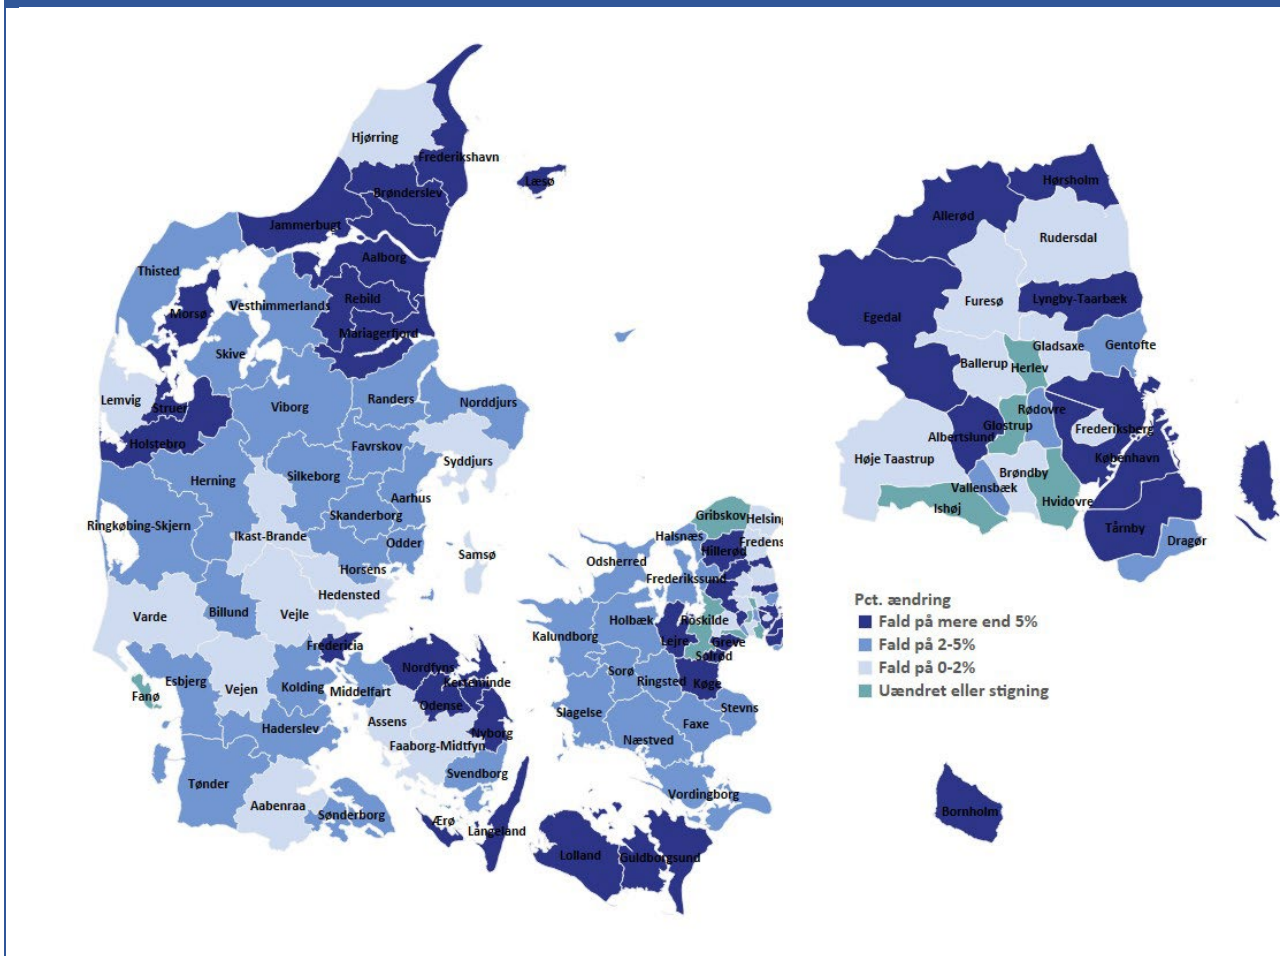 Hjørring
Frederikshavn
Læsø
Brønderslev
Jammerbugt
Aalborg
Thisted
Rebild
Vesthimmerlands
Morsø
Mariagerfjord
Skive
Lemvig
Struer
Viborg
Randers
Norddjurs
Holstebro
Favrskov
Syddjurs
Herning
Silkeborg
Aarhus
Skanderborg
Ringkøbing-Skjern
Ikast-Brande
Odder
Samsø
Horsens
Hedensted
Varde
Billund
Vejle
Fredericia
Esbjerg
Fanø
Vejen
Kolding
Middelfart
Nordfyns
Kerteminde
Odense
Assens
Nyborg
Haderslev
Faaborg-Midtfyn
Svendborg
Tønder
Aabenraa
Sønderborg
Ærø
Langeland
Gribskov
Helsing
Halsnæs
Hillerød
Fredens
Odsherred
Frederikssund
Holbæk
Roskilde
Kalundborg
Lejre
Greve
Solrød
Sorø
Ringsted
Køge
Slagelse
Stevns
Faxe
Næstved
Vordingborg
Lolland
Guldborgsund
Hørsholm
Allerød
Rudersdal
Furesø
Lyngby-Taarbæk
Egedal
Gladsaxe
Gentofte
Ballerup
Herlev
Rødovre
Glostrup
Frederiksberg
Albertslund
Høje Taastrup
København
Brøndby
Vallensbæk
Hvidovre
Ishøj
Tårnby
Dragør
Pct. ændring
Fald på mere end 5%
Fald på 2-5%
Fald på 0-2%
Uændret eller stigning
Bornholm